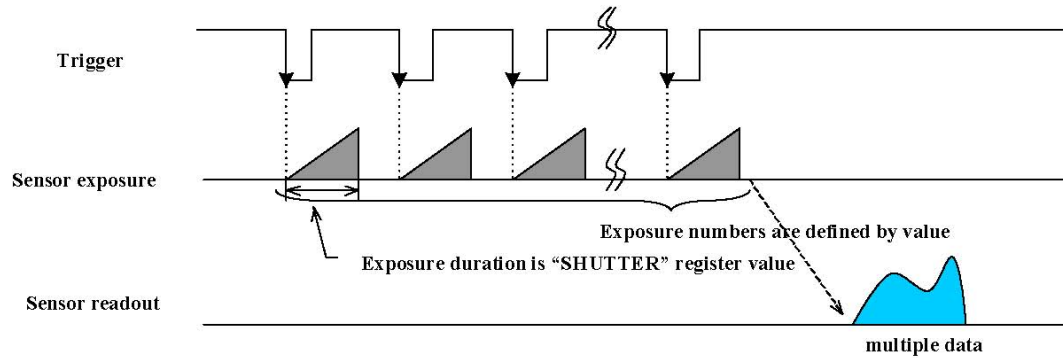 Trigger
Sensor exposure
Exposure numbers are defined by value
Exposure duration is “SHUTTER” register value
Sensor readout
multiple data